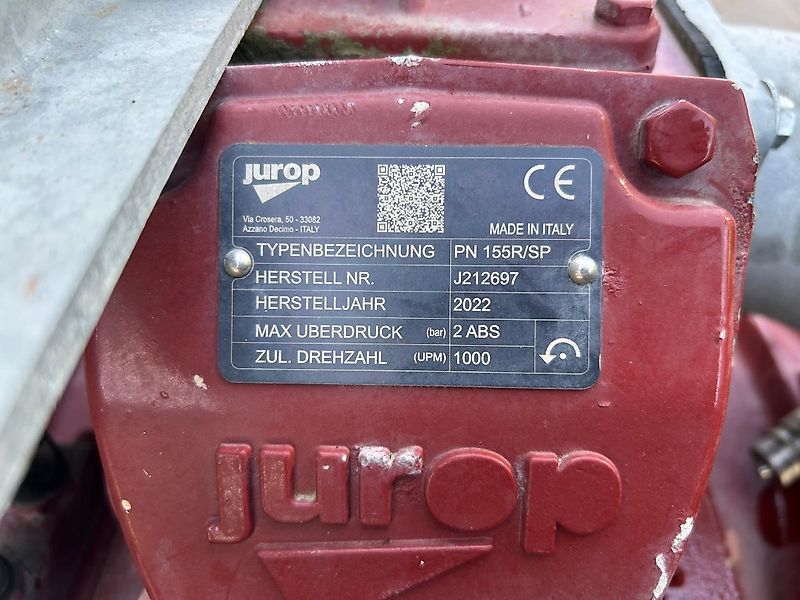 jurop
CE
Via Crosera, 50 - 33082
Azzano Decimo - ITALY
MADE IN ITALY
TYPENBEZEICHNUNG PN 155R/SP
HERSTELL NR. J212697
HERSTELLJAHR 2022
MAX UBERDRUCK (bar) 2 ABS
ZUL. DREHZAHL (UPM) 1000
jurop